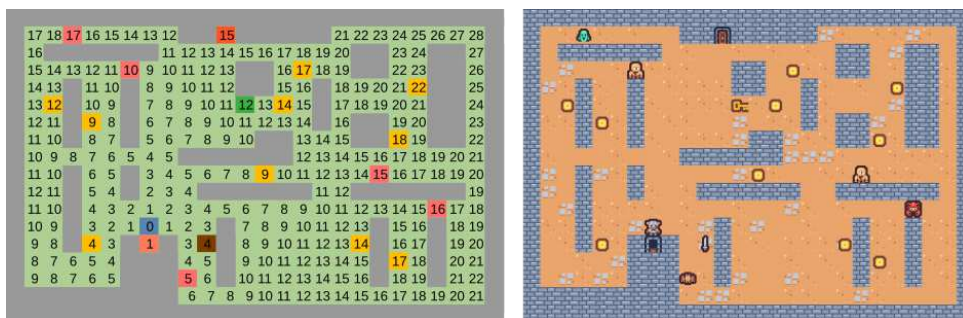 17 18 17 16 15 14 13 12 15 21 22 23 24 25 26 27 28
16 11 12 13 14 15 16 17 18 19 20 23 24 27
15 14 13 12 11 10 9 10 11 12 13 16 17 18 19 22 23 26
14 13 11 10 8 9 10 11 12 15 16 18 19 20 21 22 25
13 12 10 9 7 8 9 10 11 12 13 14 15 17 18 19 20 21 24
12 11 9 8 6 7 8 9 10 11 12 13 14 16 19 20 23
11 10 8 7 5 6 7 8 9 10 13 14 15 18 19 22
10 9 8 7 6 5 4 5 12 13 14 15 16 17 18 19 20 21
11 10 6 5 3 4 5 6 7 8 9 10 11 12 13 14 15 16 17 18 19 20
12 11 5 4 2 3 4 11 12 19
11 10 4 3 2 1 2 3 4 5 6 7 8 9 10 11 12 13 14 15 16 17 18
10 9 3 2 1 0 1 2 3 7 8 9 10 11 12 13 15 16 18 19
9 8 4 3 1 3 4 8 9 10 11 12 13 14 16 17 19 20
8 7 6 5 4 4 5 9 10 11 12 13 14 15 17 18 20 21
9 8 7 6 5 5 6 10 11 12 13 14 15 16 18 19 21 22
6 7 8 9 10 11 12 13 14 15 16 17 18 19 20 21